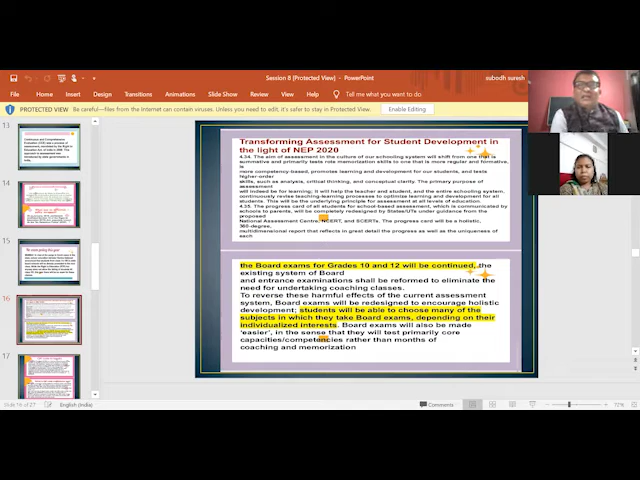 Session 8 (Protected View) - PowerPoint
subodh suresh
File
Home
Insert
Design
Transitions
Animations
Slide Show
Review
View
Help
Tell me what you want to do
PROTECTED VIEW
Be careful—files from the Internet can contain viruses. Unless you need to edit, it's safer to stay in Protected View.
Enable Editing
13
14
15
16
17
Transforming Assessment for Student Development in
the light of NEP 2020
4.34. The aim of assessment in the culture of our schooling system will shift from one that is
summative and primarily tests rote memorization skills to one that is more regular and formative,
is
more competency-based, promotes learning and development for our students, and tests
higher-order
skills, such as analysis, critical thinking, and conceptual clarity. The primary purpose of
assessment
will indeed be for learning; it will help the teacher and student, and the entire schooling system,
continuously revise teaching-learning processes to optimize learning and development for all
students. This will be the underlying principle for assessment at all levels of education.
4.35. The progress card of all students for school-based assessment, which is communicated by
schools to parents, will be completely redesigned by States/UTs under guidance from the
proposed
National Assessment Centre, NCERT, and SCERTs. The progress card will be a holistic,
360-degree,
multidimensional report that reflects in great detail the progress as well as the uniqueness of
each
the Board exams for Grades 10 and 12 will be continued, the
existing system of Board
and entrance examinations shall be reformed to eliminate the
need for undertaking coaching classes.
To reverse these harmful effects of the current assessment
system, Board exams will be redesigned to encourage holistic
development; students will be able to choose many of the
subjects in which they take Board exams, depending on their
individualized interests. Board exams will also be made
'easier', in the sense that they will test primarily core
capacities/competencies rather than months of
coaching and memorization
Slide 16 of 27
English (India)
Comments
72%